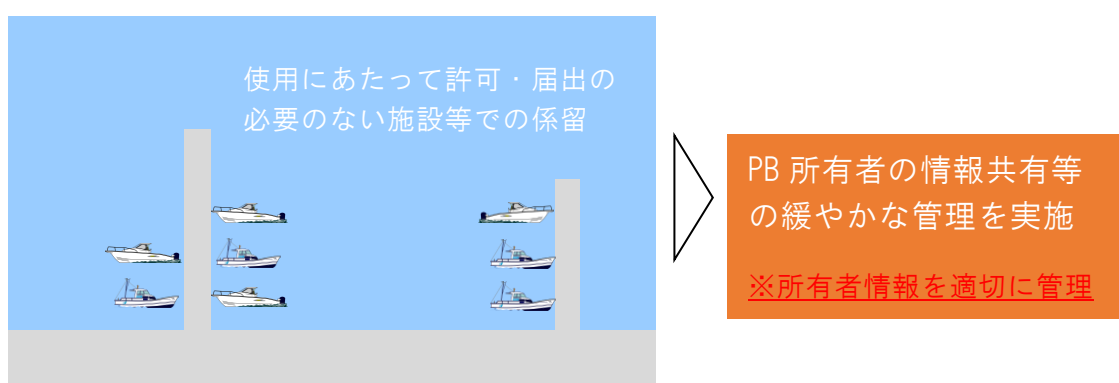 使用にあたって許可・届出の
必要のない施設等での係留
PB 所有者の情報共有等
の緩やかな管理を実施
※所有者情報を適切に管理